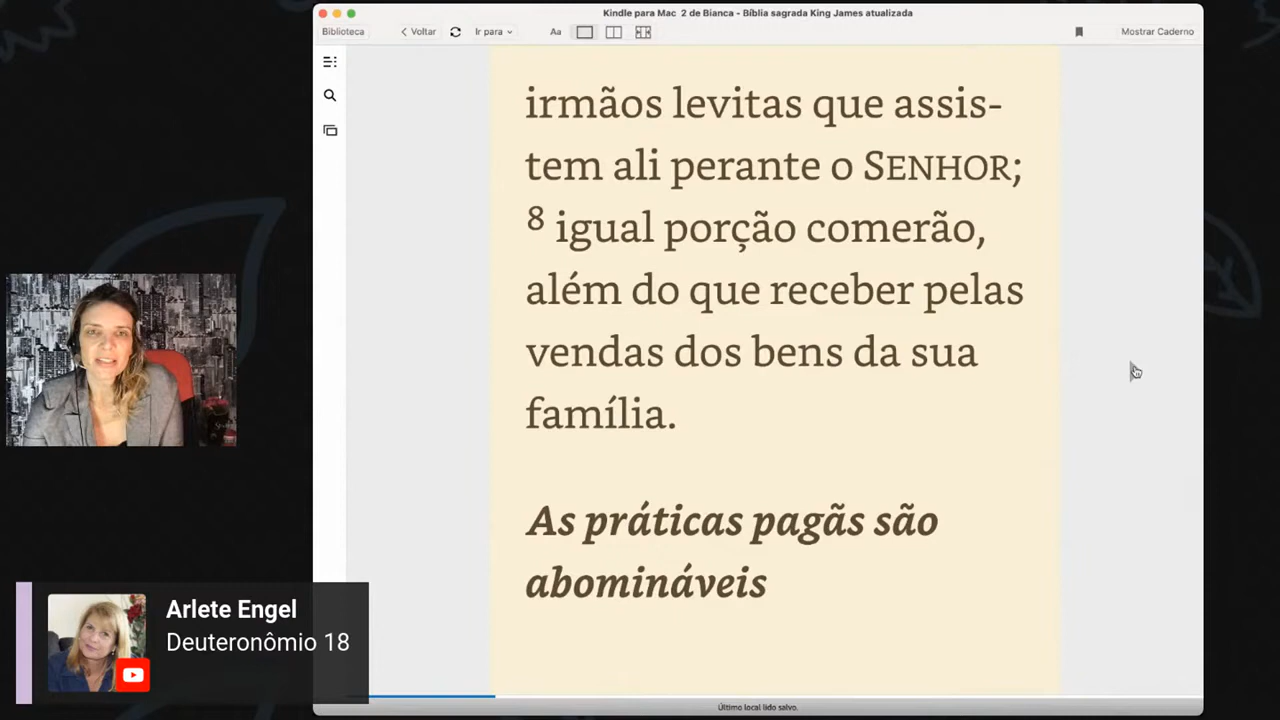 Kindle para Mac 2 de Bianca - Bíblia sagrada King James atualizada
Biblioteca
Voltar
Ir para
Aa
Mostrar Caderno
irmãos levitas que assis-
tem ali perante o SENHOR;
8 igual porção comerão,
além do que receber pelas
vendas dos bens da sua
família.
As práticas pagãs são
abomináveis
Arlete Engel
Deuteronômio 18
Último local lido salvo.